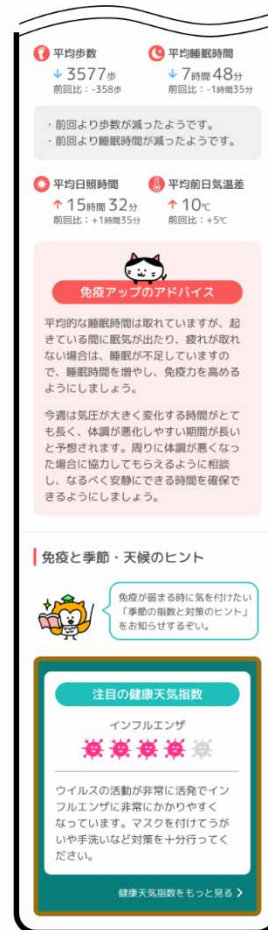 平均歩数
↓ 3577歩
前回比：-358歩
平均睡眠時間
↓ 7時間 48分
前回比：-1時間35分
・前回より歩数が減ったようです。
・前回より睡眠時間が減ったようです。
平均日照時間
↑ 15時間 32分
前回比：+1時間35分
平均前日気温差
↑ 10℃
前回比：+5℃
免疫アップのアドバイス
平均的な睡眠時間は取れていますが、起
きている間に眠気が出たり、疲れが取れ
ない場合は、睡眠が不足していますの
で、睡眠時間を増やし、免疫力を高める
ようにしましょう。
今週は気圧が大きく変化する時間がとて
も長く、体調が悪化しやすい期間が長い
と予想されます。周りに体調が悪くなっ
た場合に協力してもらえるように相談
し、なるべく安静にできる時間を確保で
きるようにしましょう。
免疫と季節・天候のヒント
免疫が弱まる時に気を付けたい
「季節の指数と対策のヒント」
をお知らせするぞい。
注目の健康天気指数
インフルエンザ
ウイルスの活動が非常に活発でイン
フルエンザに非常にかかりやすく
なっています。マスクを付けてうが
いや手洗いなど対策を十分行ってく
ださい。
健康天気指数をもっと見る